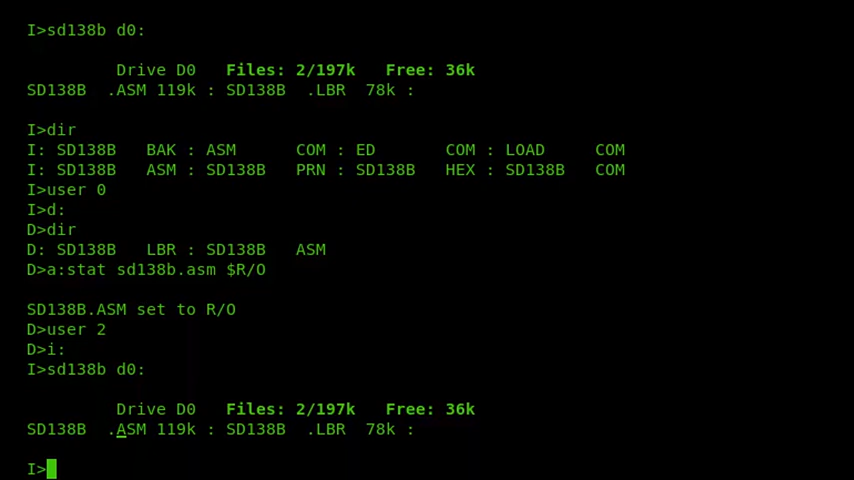 I>sd138b d0:
Drive D0   Files: 2/197k   Free: 36k
SD138B  .ASM 119k : SD138B  .LBR  78k :
I>dir
I: SD138B   BAK : ASM      COM : ED       COM : LOAD     COM
I: SD138B   ASM : SD138B   PRN : SD138B   HEX : SD138B   COM
I>user 0
I>d:
D>dir
D: SD138B   LBR : SD138B   ASM
D>a:stat sd138b.asm $R/O
SD138B.ASM set to R/O
D>user 2
D>i:
I>sd138b d0:
Drive D0   Files: 2/197k   Free: 36k
SD138B  .ASM 119k : SD138B  .LBR  78k :
I>